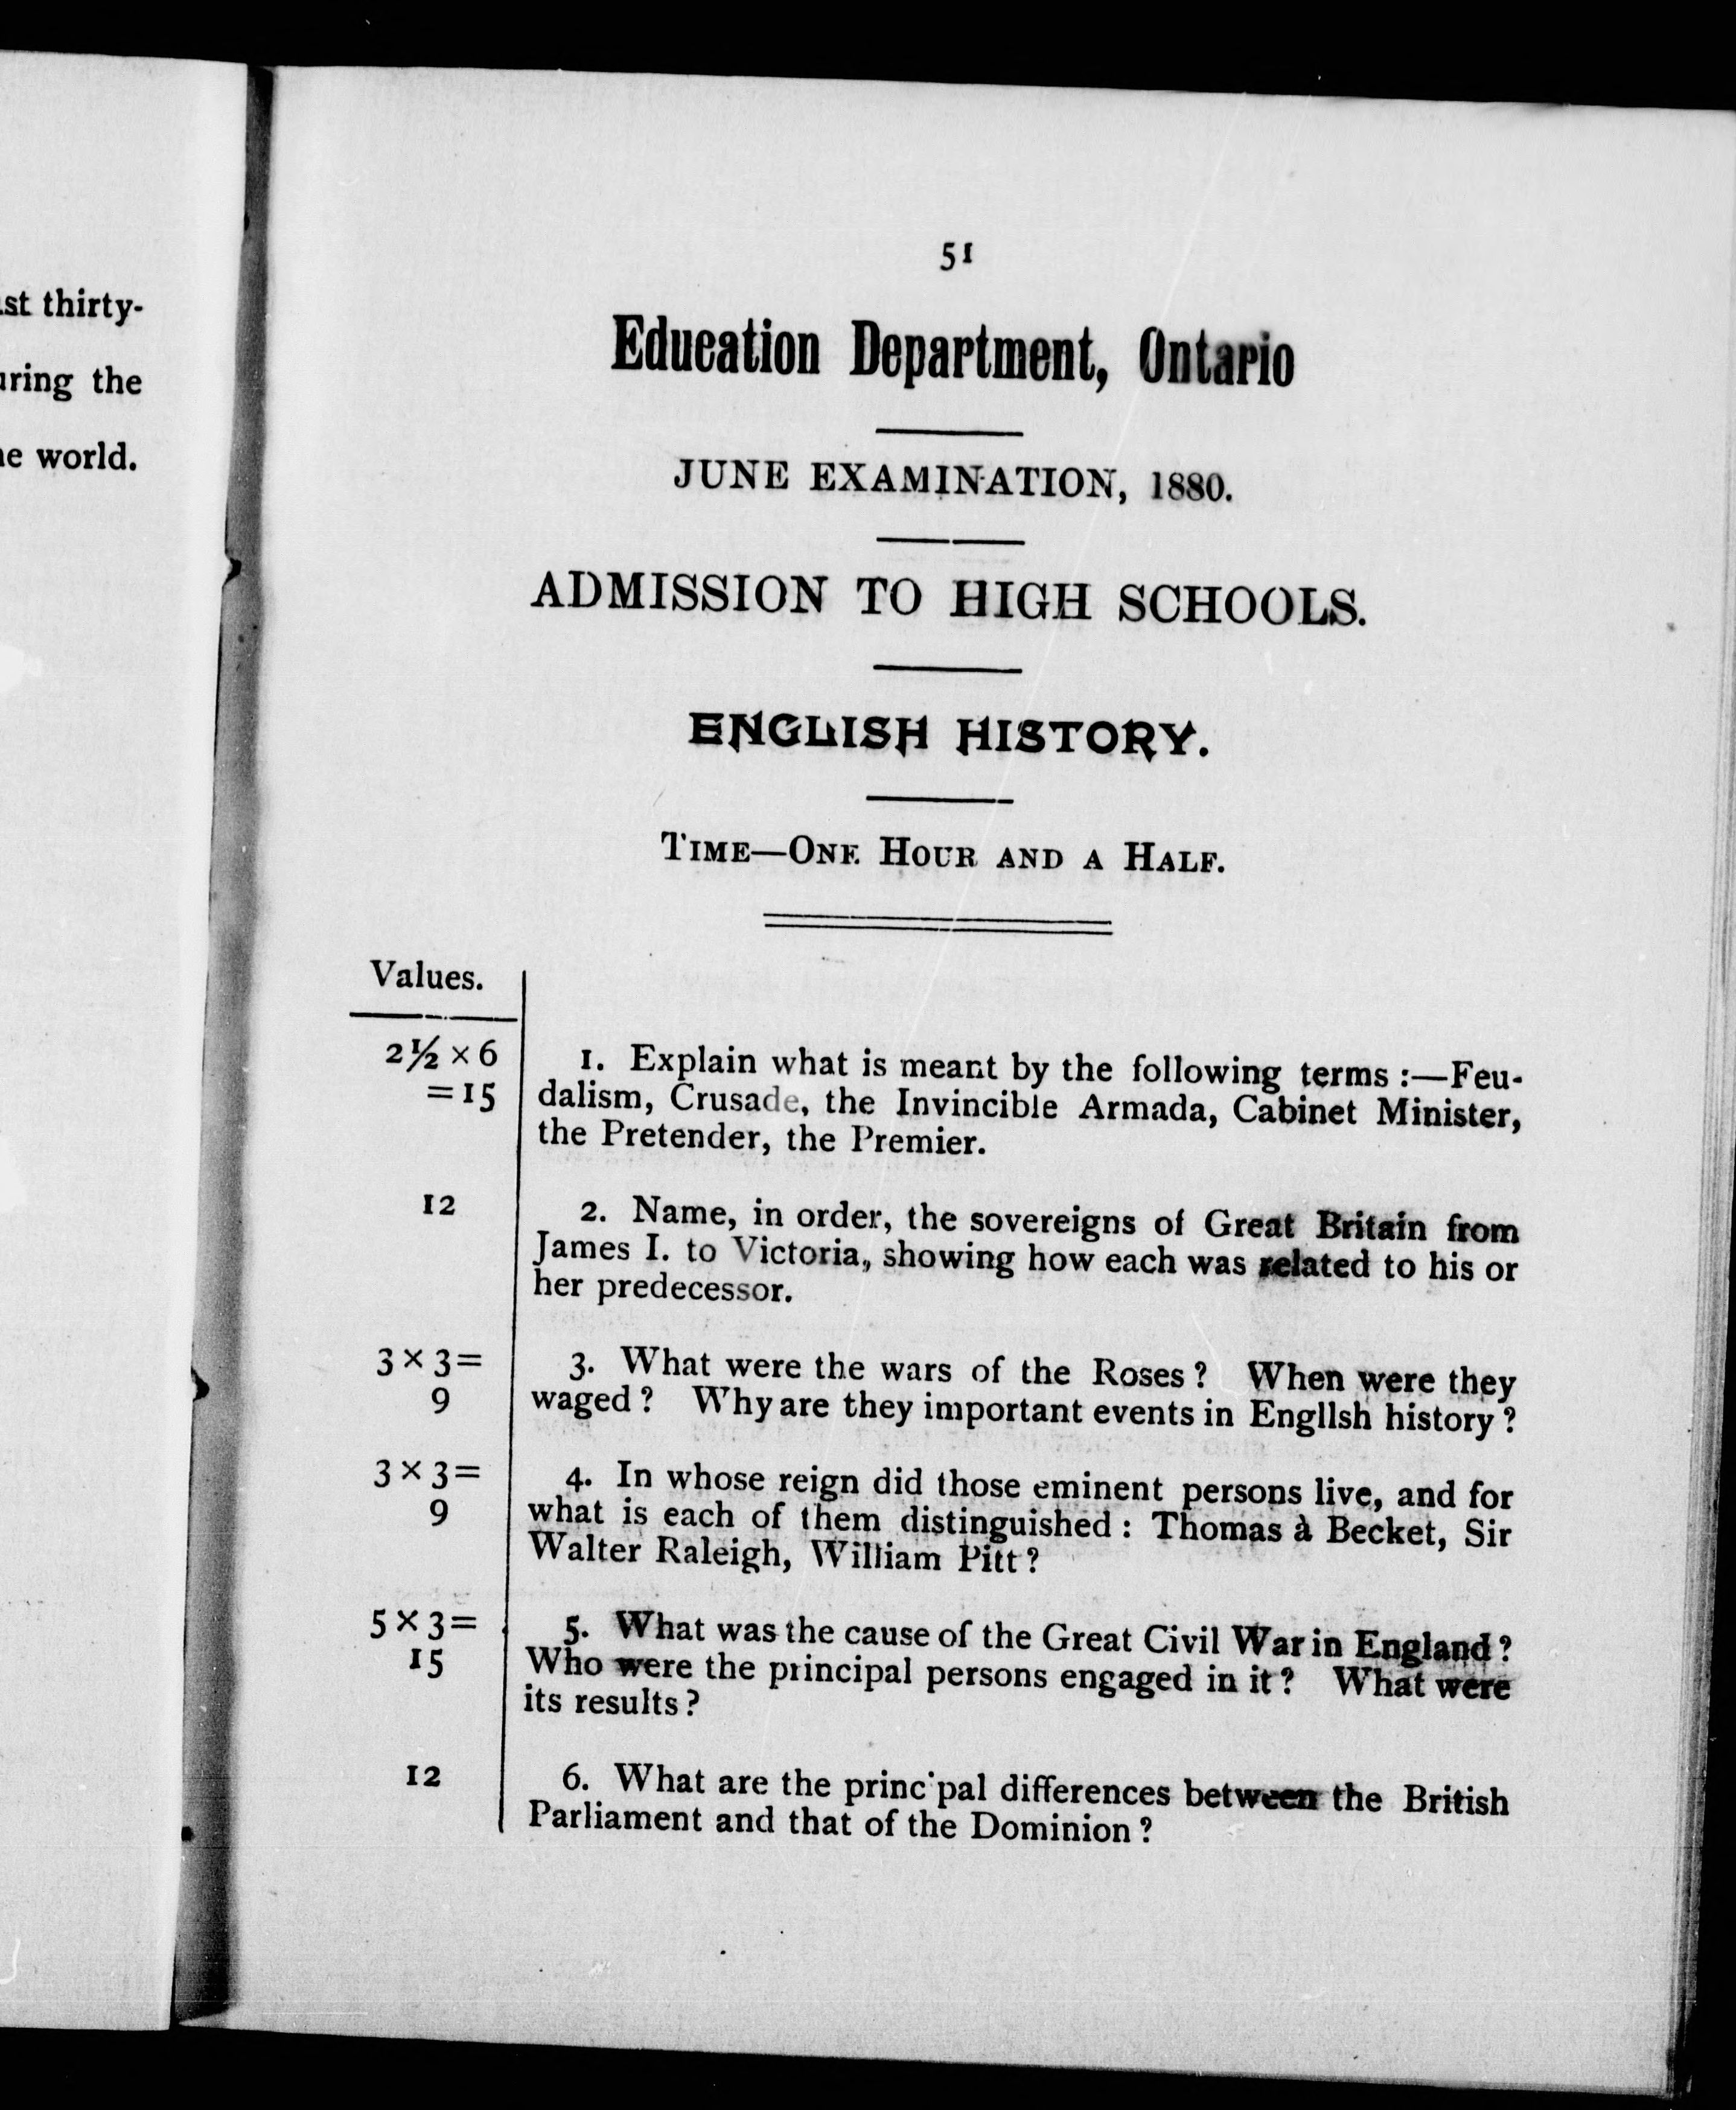 st thirty-
uring the
e world.
51
Education Department, Ontario
JUNE EXAMINATION, 1880.
ADMISSION TO HIGH SCHOOLS.
ENGLISH HISTORY.
TIME—ONE HOUR AND A HALF.
Values.
2½ × 6
= 15
1. Explain what is meant by the following terms :—Feu-
dalism, Crusade, the Invincible Armada, Cabinet Minister,
the Pretender, the Premier.
12
2. Name, in order, the sovereigns of Great Britain from
James I. to Victoria, showing how each was related to his or
her predecessor.
3 × 3 =
9
3. What were the wars of the Roses ? When were they
waged ? Why are they important events in Engllsh history ?
3 × 3 =
9
4. In whose reign did those eminent persons live, and for
what is each of them distinguished : Thomas à Becket, Sir
Walter Raleigh, William Pitt ?
5 × 3 =
15
5. What was the cause of the Great Civil War in England ?
Who were the principal persons engaged in it ? What were
its results ?
12
6. What are the principal differences between the British
Parliament and that of the Dominion ?